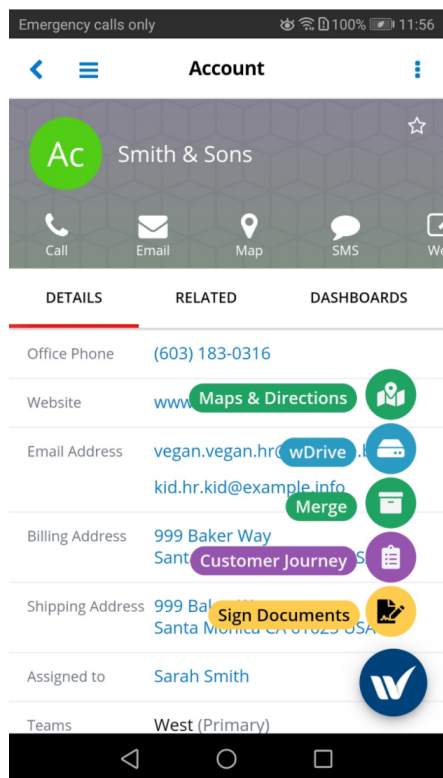 Emergency calls only 100% 11:56
Account
Ac Smith & Sons
Call Email Map SMS
DETAILS RELATED DASHBOARDS
Office Phone (603) 183-0316
Website www Maps & Directions
Email Address vegan.vegan.hr@ wDrive
kid.hr.kid@example.info
Merge
Billing Address 999 Baker Way
Customer Journey
Shipping Address 999 Sign Documents
Santa Monica CA USA
Assigned to Sarah Smith
Teams West (Primary)